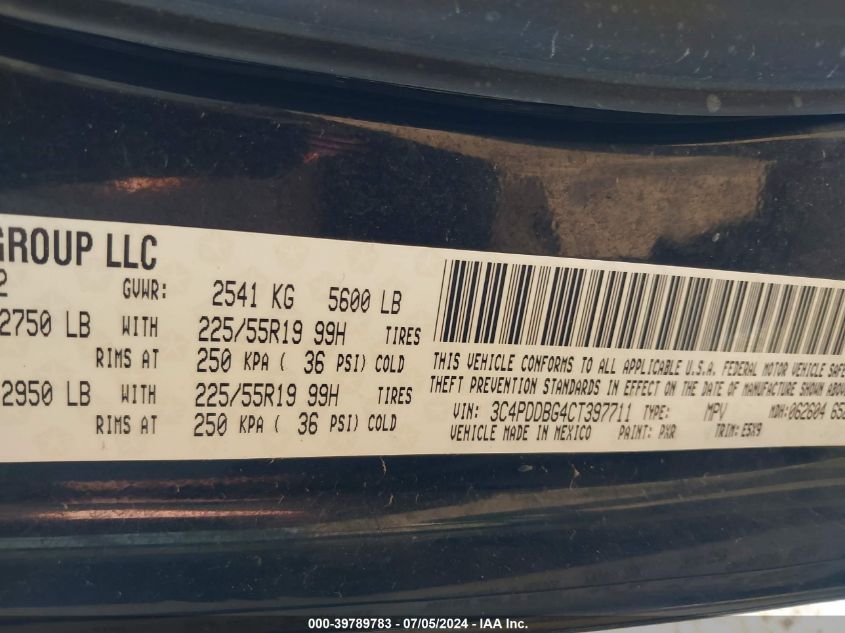 GROUP LLC
2 GVWR: 2541 KG 5600 LB
2750 LB WITH 225/55R19 99H TIRES
RIMS AT 250 KPA ( 36 PSI) COLD
2950 LB WITH 225/55R19 99H TIRES
RIMS AT 250 KPA ( 36 PSI) COLD
THIS VEHICLE CONFORMS TO ALL APPLICABLE U.S.A. FEDERAL MOTOR VEHICLE SAFE
THEFT PREVENTION STANDARDS IN EFFECT ON THE DATE OF MANUFACTURE SHOWN ABOVE
VIN: 3C4PDDBG4CT397711 TYPE: MPV MDH:062604
VEHICLE MADE IN MEXICO PAINT: PXR TRIM: E5X9
000-39789783 / 07/05/2024 - © IAA Inc.